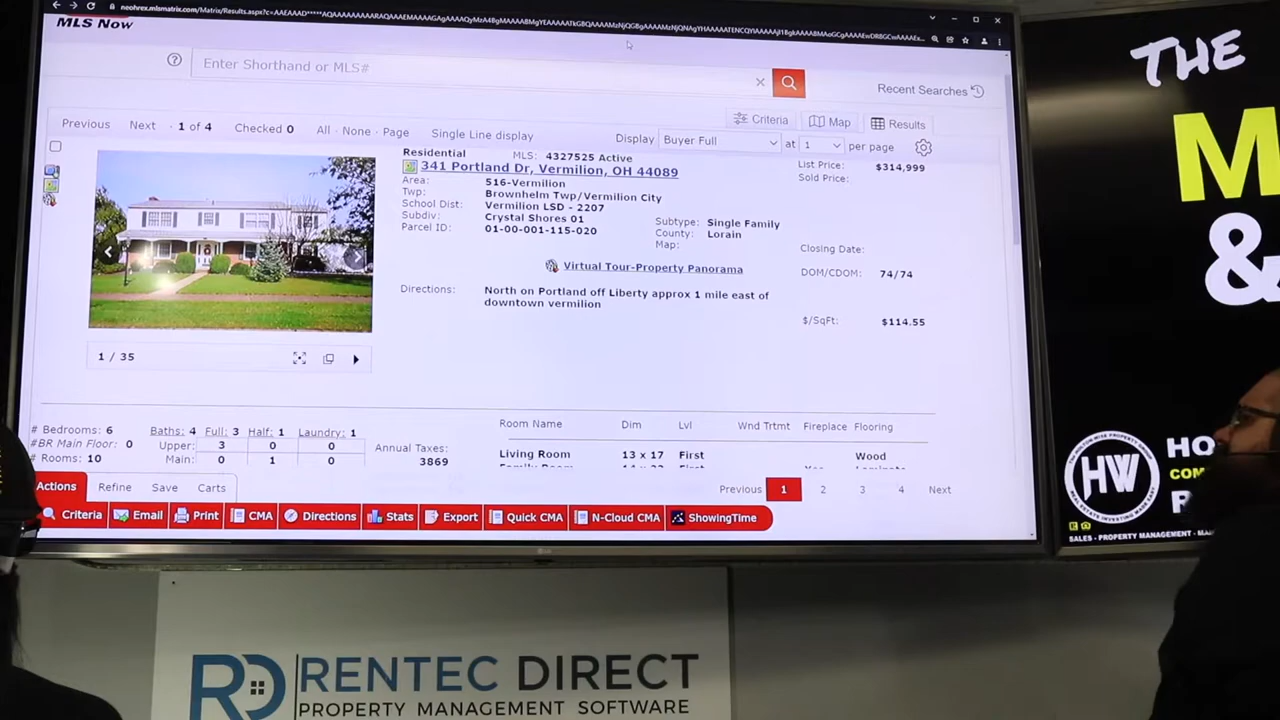 MLS Now
Enter Shorthand or MLS#
Recent Searches
Previous Next · 1 of 4 Checked 0 All · None · Page Single Line display Display Buyer Full at 1 per page
Criteria Map Results
Residential MLS: 4327525 Active
341 Portland Dr, Vermilion, OH 44089
List Price: $314,999
Sold Price:
Area: 516-Vermilion
Twp: Brownhelm Twp/Vermilion City
School Dist: Vermilion LSD - 2207
Subdiv: Crystal Shores 01
Parcel ID: 01-00-001-115-020
Subtype: Single Family
County: Lorain
Map:
Closing Date:
Virtual Tour-Property Panorama
DOM/CDOM: 74/74
Directions: North on Portland off Liberty approx 1 mile east of
downtown vermilion
$/SqFt: $114.55
1 / 35
# Bedrooms: 6 Baths: 4 Full: 3 Half: 1 Laundry: 1
#BR Main Floor: 0 Upper: 3 0 0
# Rooms: 10 Main: 0 1 0
Annual Taxes:
3869
Room Name Dim Lvl Wnd Trtmt Fireplace Flooring
Living Room 13 x 17 First Wood
Actions Refine Save Carts
Previous 1 2 3 4 Next
Criteria Email Print CMA Directions Stats Export Quick CMA N-Cloud CMA ShowingTime
THE
M
&
HW
HO
COM
R
RD RENTEC DIRECT
PROPERTY MANAGEMENT SOFTWARE